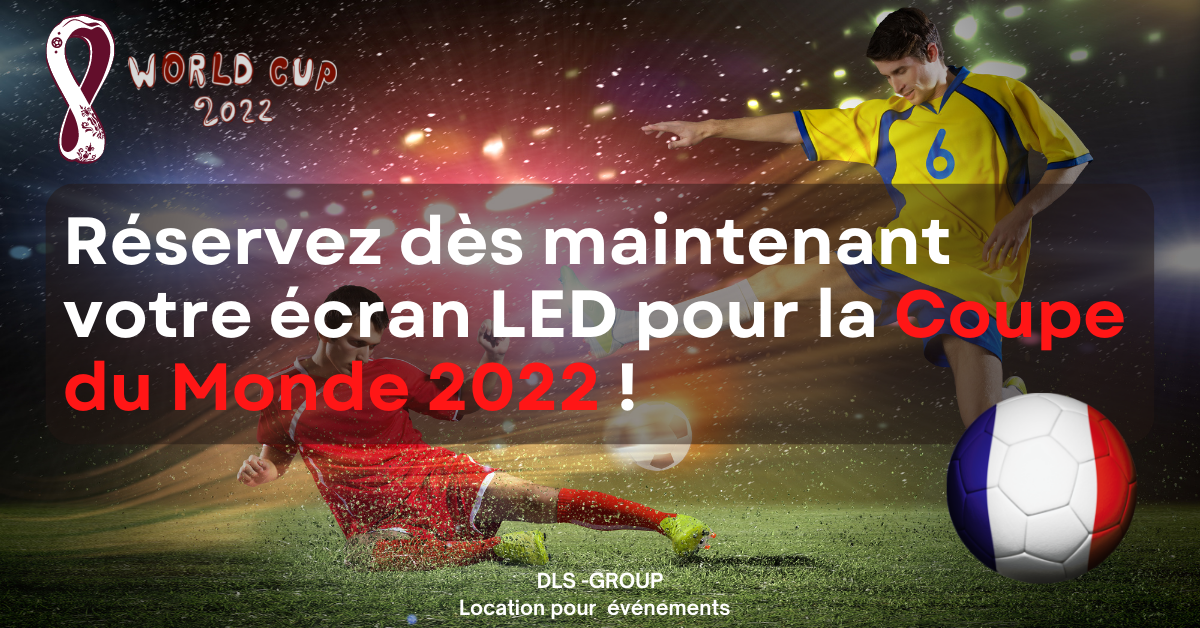 WORLD CUP
2022
6
Réservez dès maintenant
votre écran LED pour la Coupe
du Monde 2022 !
DLS -GROUP
Location pour événements